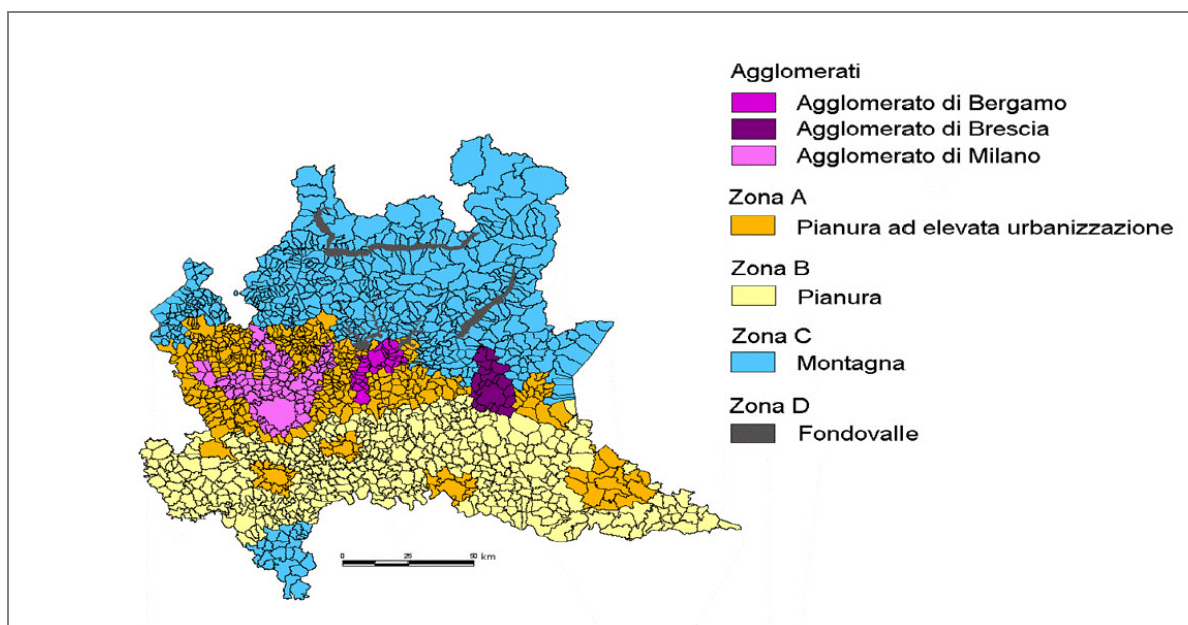 Agglomerati
Agglomerato di Bergamo
Agglomerato di Brescia
Agglomerato di Milano
Zona A
Pianura ad elevata urbanizzazione
Zona B
Pianura
Zona C
Montagna
Zona D
Fondovalle
0 25 50 km